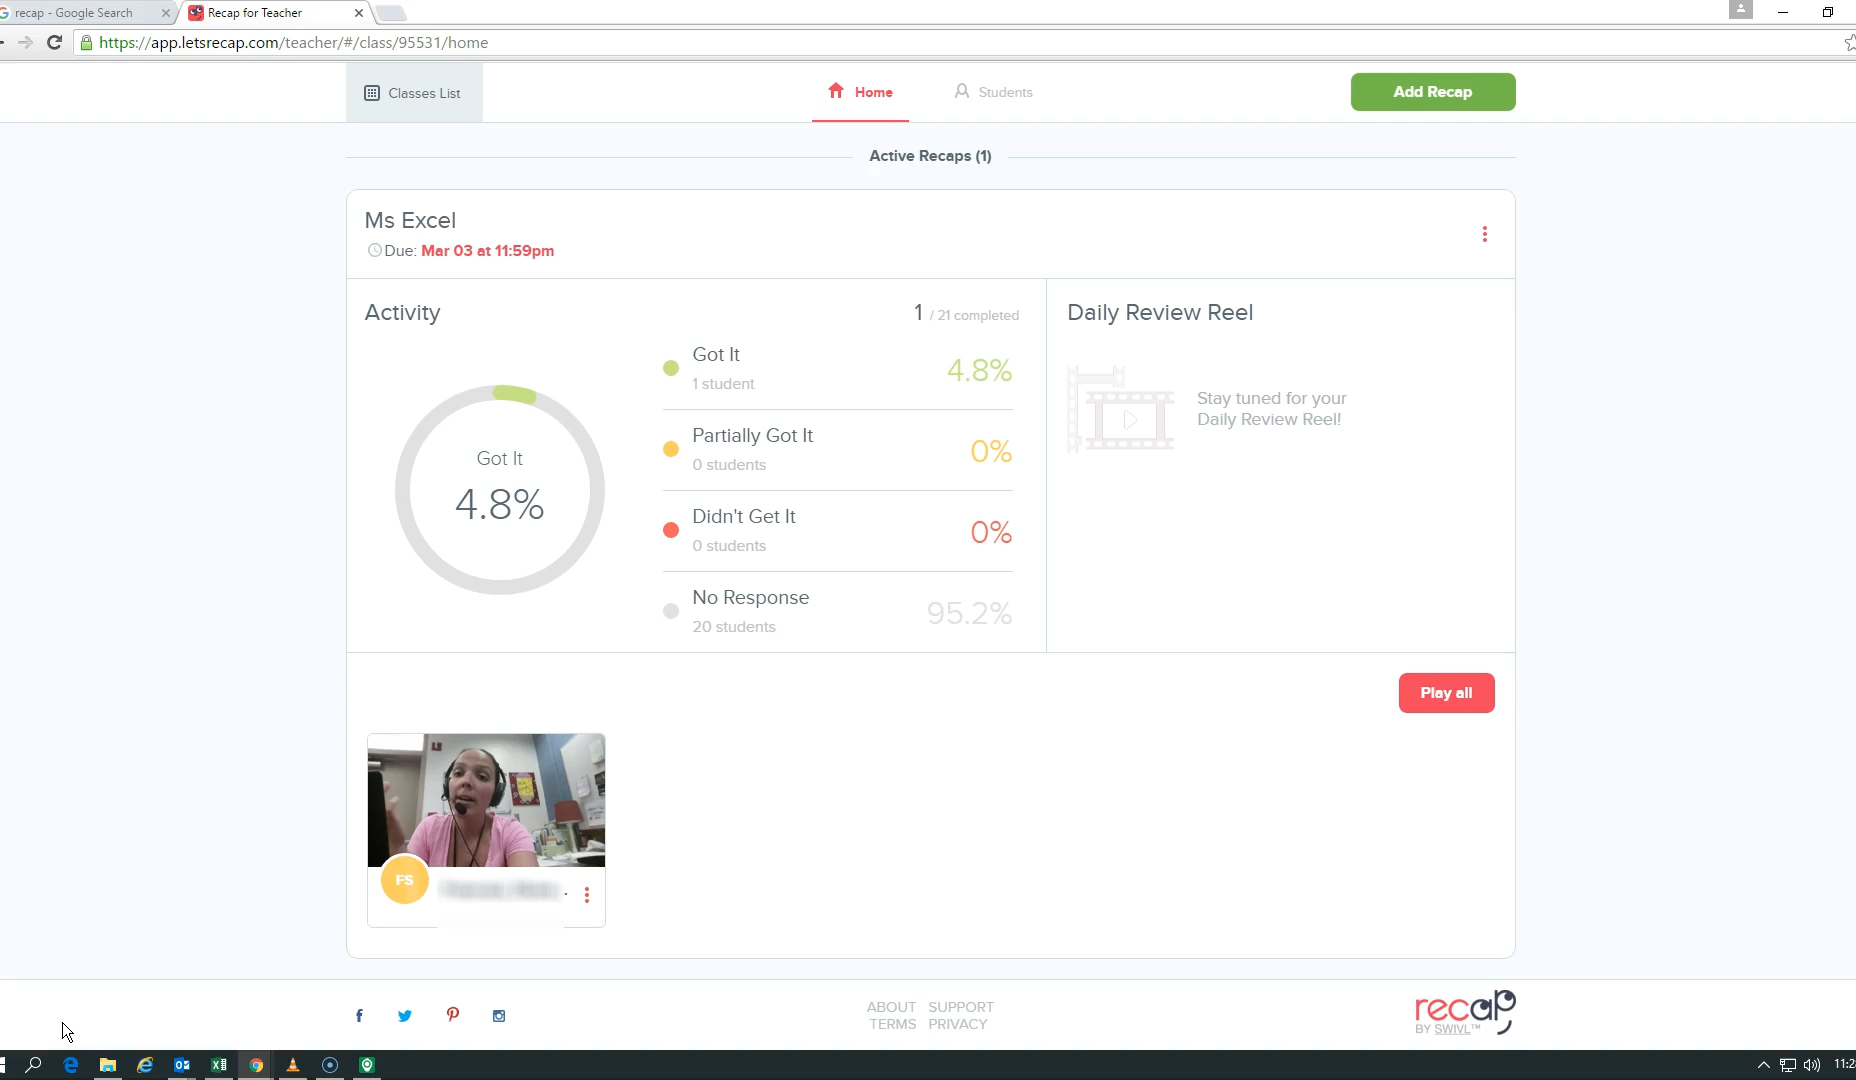 recap - Google Search
Recap for Teacher
https://app.letsrecap.com/teacher/#/class/95531/home
Classes List
Home
Students
Add Recap
Active Recaps (1)
Ms Excel
Due: Mar 03 at 11:59pm
Activity
1 / 21 completed
Got It
4.8%
Got It
1 student
4.8%
Partially Got It
0 students
0%
Didn't Get It
0 students
0%
No Response
20 students
95.2%
Daily Review Reel
Stay tuned for your
Daily Review Reel!
Play all
FS
ABOUT SUPPORT
TERMS PRIVACY
recap
BY SWIVL™